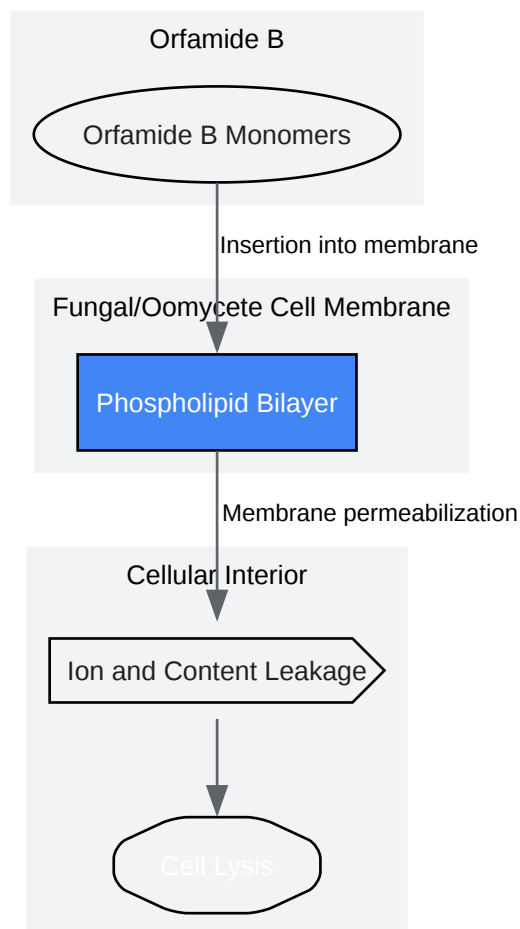 Orfamide B
Orfamide B Monomers
Insertion into membrane
Fungal/Oomycete Cell Membrane
Phospholipid Bilayer
Membrane permeabilization
Cellular Interior
Ion and Content Leakage
Cell Lysis